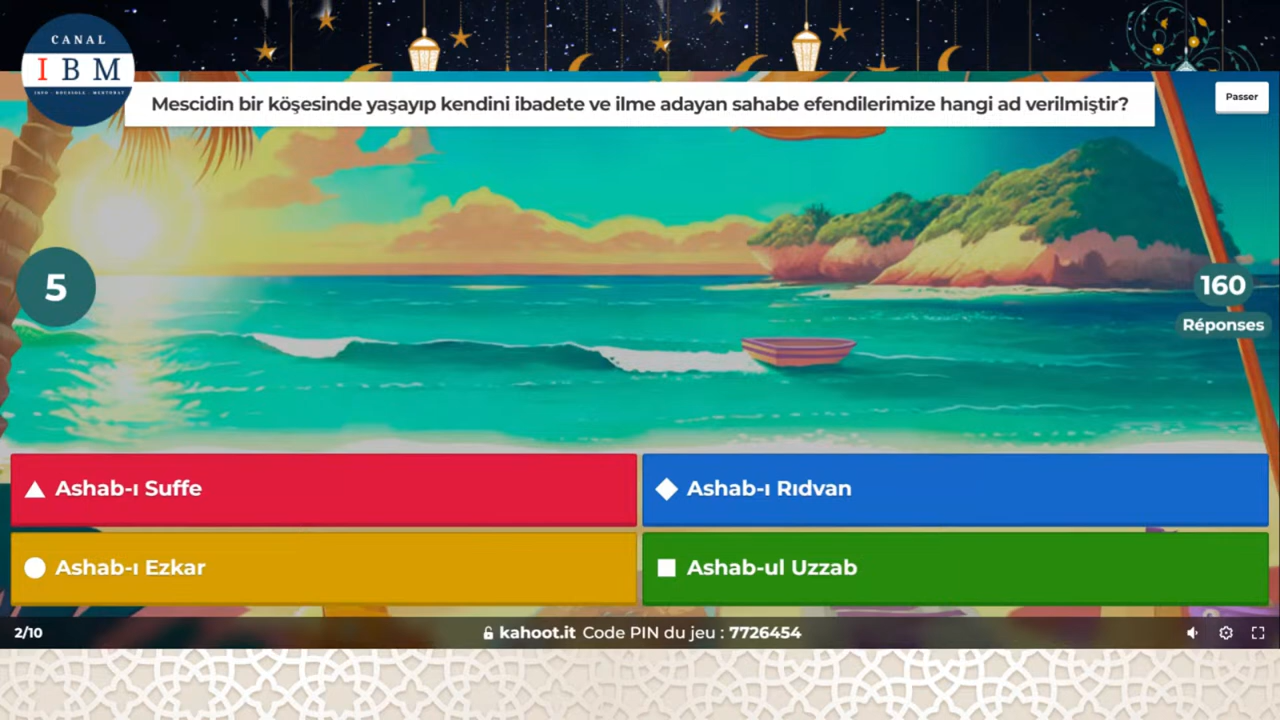 CANAL
IBM
Mescidin bir köşesinde yaşayıp kendini ibadete ve ilme adayan sahabe efendilerimize hangi ad verilmiştir?
Passer
5
160
Réponses
Ashab-ı Suffe
Ashab-ı Rıdvan
Ashab-ı Ezkar
Ashab-ul Uzzab
2/10
kahoot.it Code PIN du jeu : 7726454